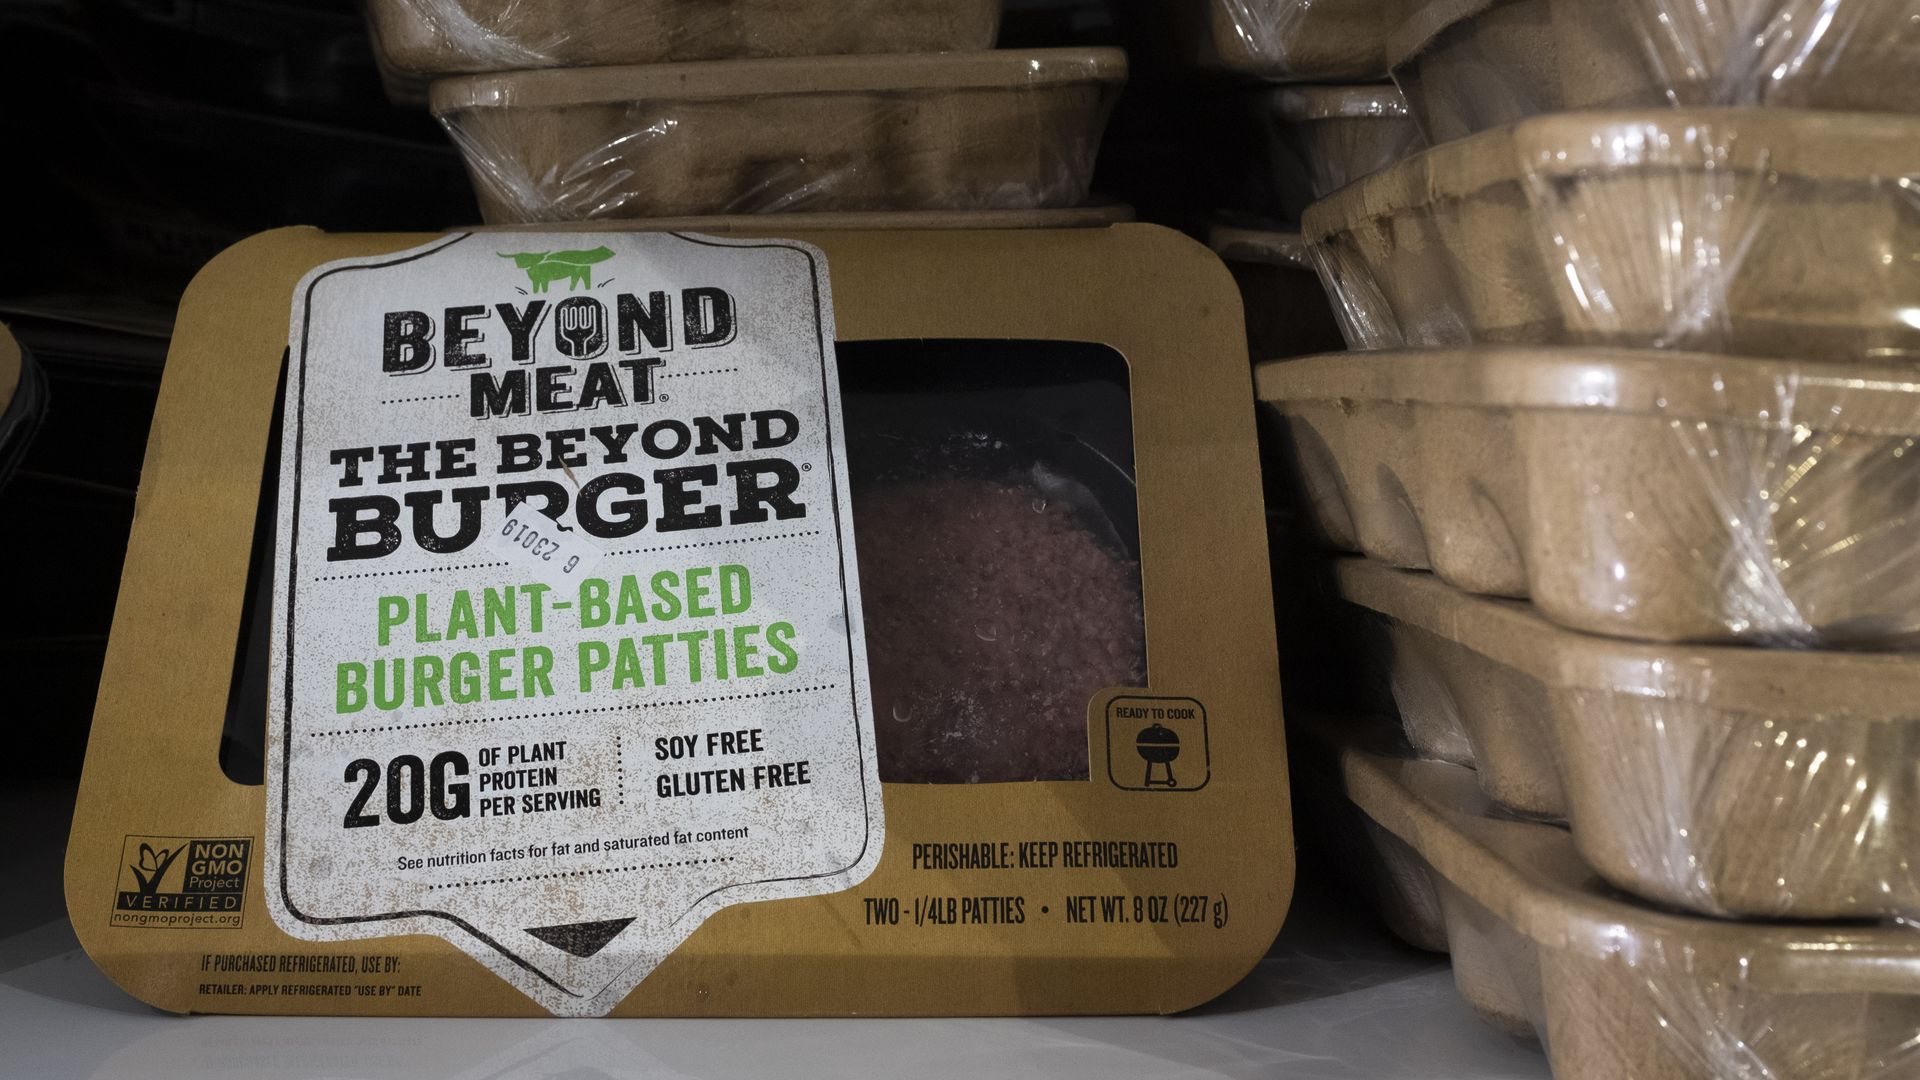 BEYOND
MEAT®
THE BEYOND
BURGER®
6 23019
PLANT-BASED
BURGER PATTIES
20G OF PLANT
PROTEIN
PER SERVING
SOY FREE
GLUTEN FREE
See nutrition facts for fat and saturated fat content
READY TO COOK
NON
GMO
Project
VERIFIED
nongmoproject.org
PERISHABLE: KEEP REFRIGERATED
TWO - 1/4LB PATTIES • NET WT. 8 OZ (227 g)
IF PURCHASED REFRIGERATED, USE BY:
RETAILER: APPLY REFRIGERATED "USE BY" DATE